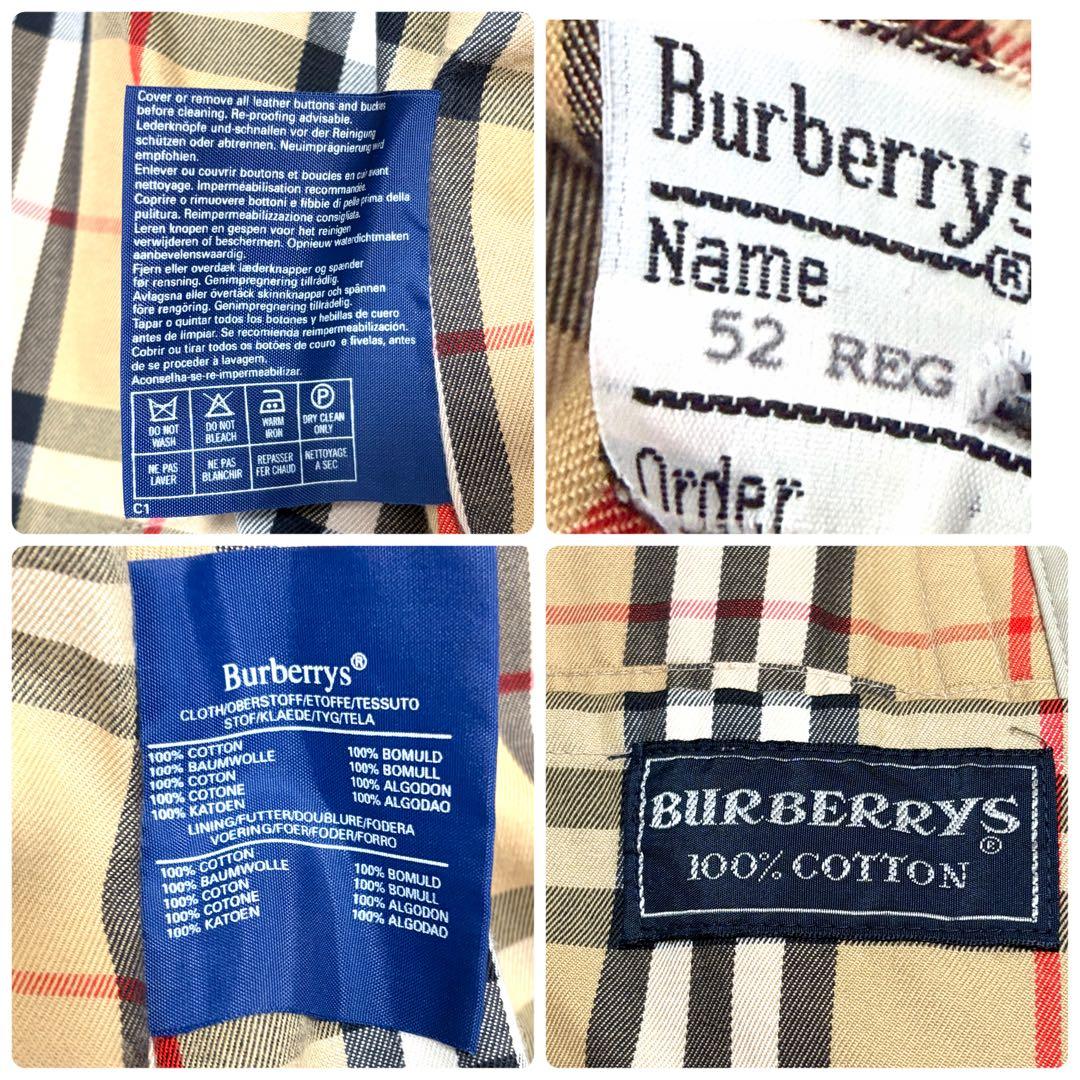 Cover or remove all leather buttons and buckles
before cleaning. Re-proofing advisable.
Lederknöpfe und-schnallen vor der Reinigung
schützen oder abtrennen. Neuimprägnierung wird
empfohlen.
Enlever ou couvrir boutons et boucles en cuir avant
nettoyage. Imperméabilisation recommandée.
Coprire o rimuovere bottoni e fibbie di pelle prima della
pulitura. Reimpermeabilizzazione consigliata.
Leren knopen en gespen voor het reinigen
verwijderen of beschermen. Opnieuw waterdichtmaken
aanbevelenswaardig.
Fjern eller overdæk læderknapper og spænder
før rensning. Genimpregnering tillrådlig.
Avlagsna eller övertäck skinnknappar och spännen
före rengöring. Genimpregnering tillrådelig.
Tapar o quintar todos los botones y hebillas de cuero
antes de limpiar. Se recomienda reimpermeabilización.
Cobrir ou tirar todos os botões de couro e fivelas, antes
de se proceder à lavagem.
Aconselha-se-re-impermeabilizar.
P
DO NOT WASH
DO NOT BLEACH
WARM IRON
DRY CLEAN ONLY
NE PAS LAVER
NE PAS BLANCHIR
REPASSER FER CHAUD
NETTOYAGE A SEC
C1
Burberrys®
Name
52 REG
Order
Burberrys®
CLOTH/OBERSTOFF/ETOFFE/TESSUTO
STOF/KLAEDE/TYG/TELA
100% COTTON 100% BOMULD
100% BAUMWOLLE 100% BOMULL
100% COTON 100% ALGODON
100% COTONE 100% ALGODAO
100% KATOEN
LINING/FUTTER/DOUBLURE/FODERA
VOERING/FOER/FODER/FORRO
100% COTTON 100% BOMULD
100% BAUMWOLLE 100% BOMULL
100% COTON 100% ALGODON
100% COTONE 100% ALGODAO
100% KATOEN
BURBERRYS®
100% COTTON